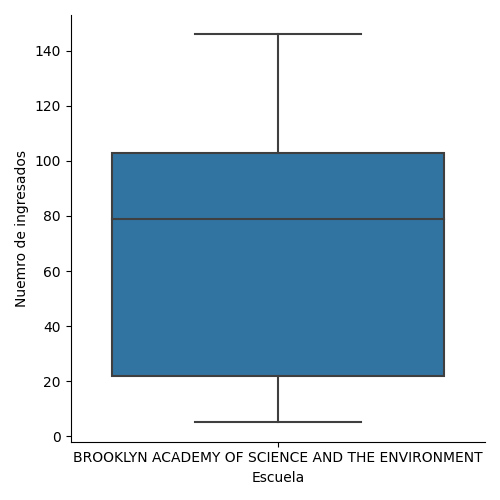 140
120
100
80
60
40
20
0
Nuemro de ingresados
BROOKLYN ACADEMY OF SCIENCE AND THE ENVIRONMENT
Escuela